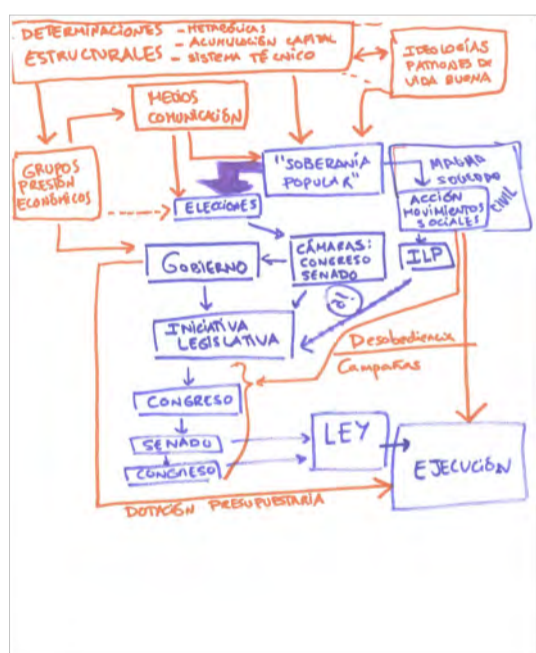 DETERMINACIONES
ESTRUCTURALES
- METABÓLICAS
- ACUMULACIÓN CAPITAL
- SISTEMA TÉCNICO
IDEOLOGÍAS
PATRONES DE
VIDA BUENA
MEDIOS
COMUNICACIÓN
GRUPOS
PRESIÓN
ECONÓMICOS
"SOBERANÍA
POPULAR"
MAGMA
SOCIEDAD
CIVIL
ACCIÓN
MOVIMIENTOS
SOCIALES
ELECCIONES
GOBIERNO
CÁMARAS:
CONGRESO
SENADO
ILP
INICIATIVA
LEGISLATIVA
Desobediencia
Campañas
CONGRESO
SENADO
CONGRESO
LEY
EJECUCIÓN
DOTACIÓN PRESUPUESTARIA